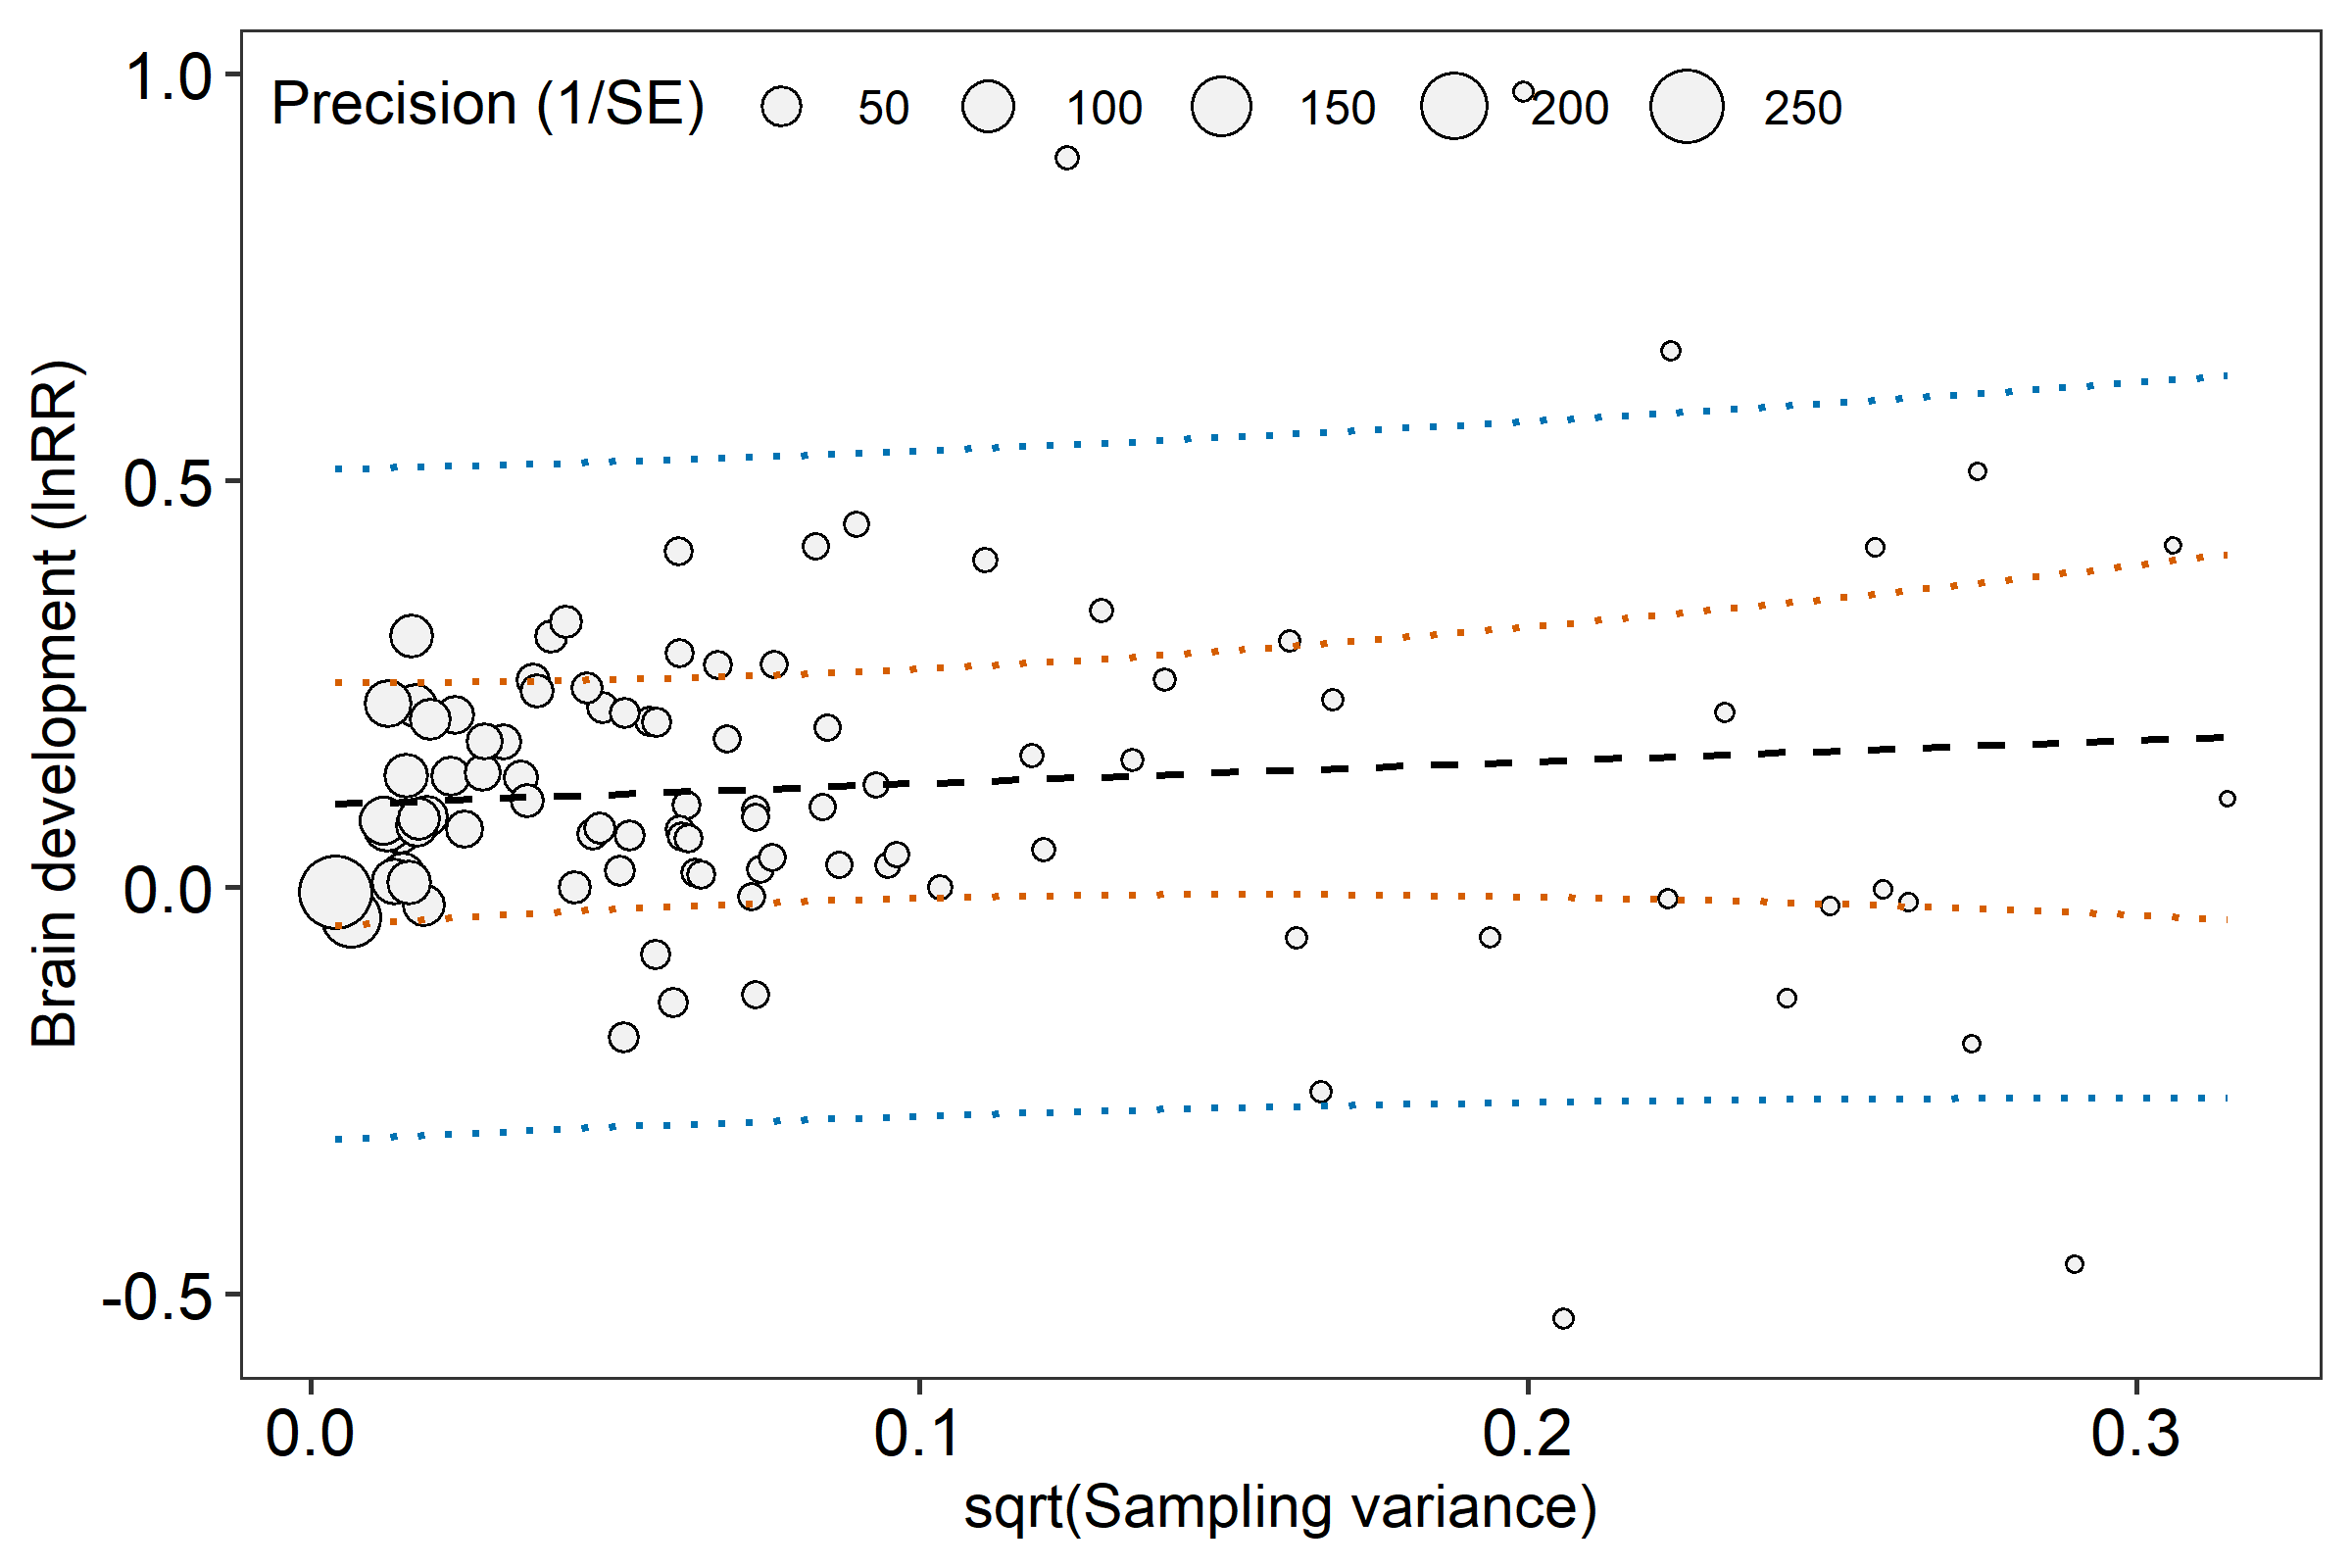 Precision (1/SE) 50 100 150 200 250
1.0
0.5
0.0
-0.5
Brain development (lnRR)
0.0 0.1 0.2 0.3
sqrt(Sampling variance)